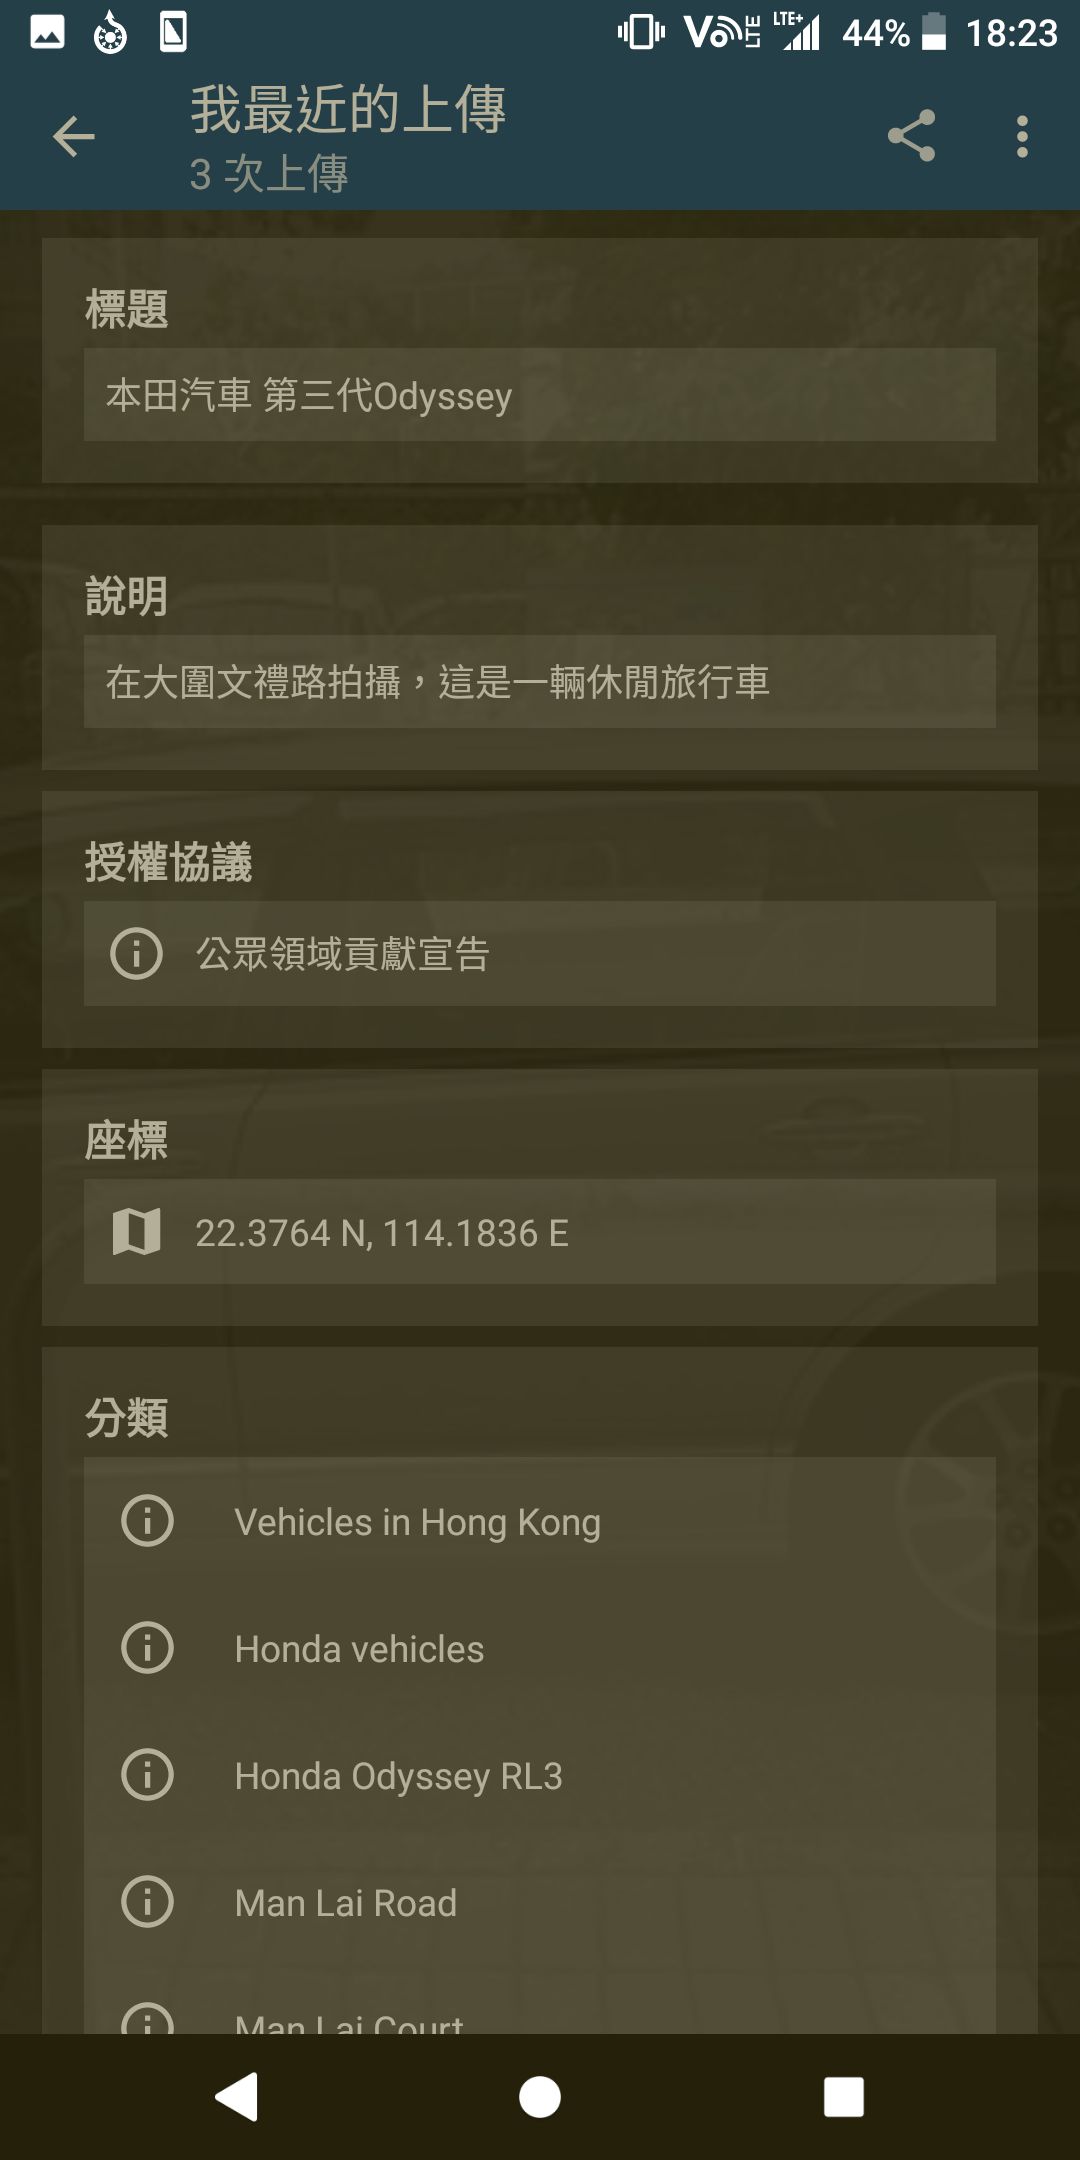 VoLTE LTE+ 44% 18:23
我最近的上傳
3 次上傳
標題
本田汽車 第三代Odyssey
說明
在大圍文禮路拍攝，這是一輛休閒旅行車
授權協議
公眾領域貢獻宣告
座標
22.3764 N, 114.1836 E
分類
Vehicles in Hong Kong
Honda vehicles
Honda Odyssey RL3
Man Lai Road
Man Lai Court